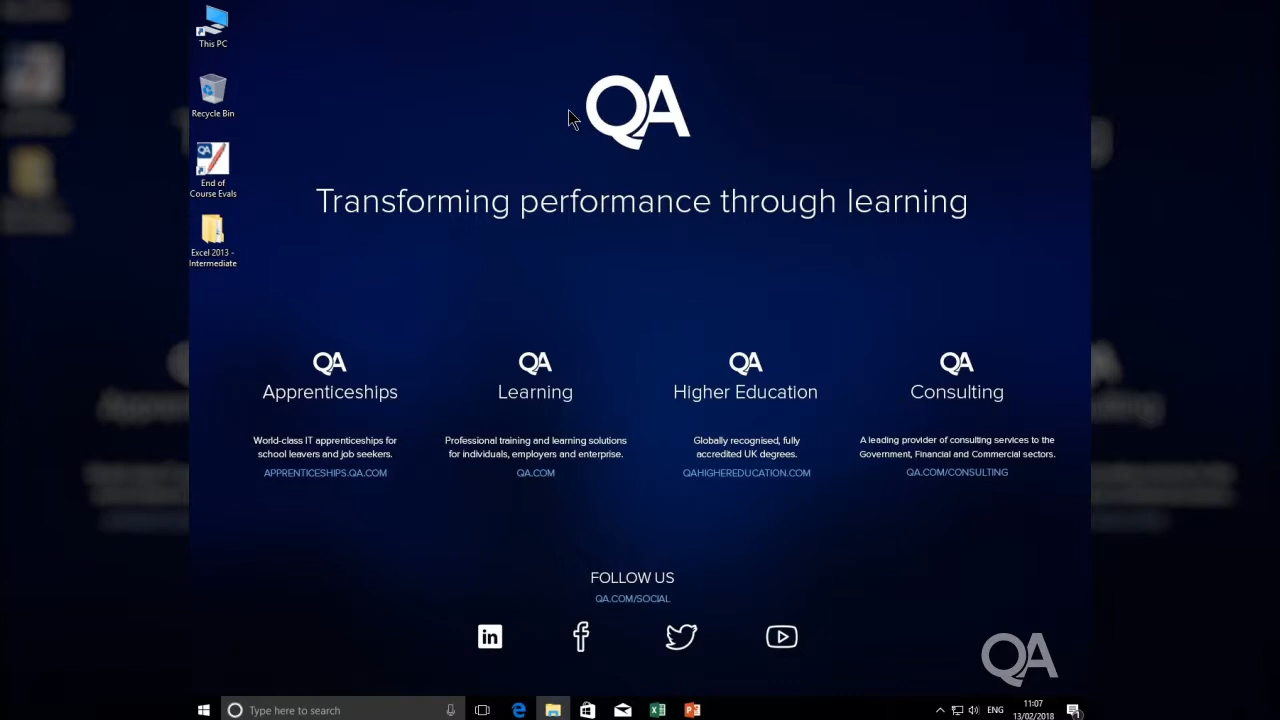 This PC
Recycle Bin
QA
End of
Course Evals
Excel 2013 -
Intermediate
QA
Transforming performance through learning
QA
Apprenticeships
World-class IT apprenticeships for
school leavers and job seekers.
APPRENTICESHIPS.QA.COM
QA
Learning
Professional training and learning solutions
for individuals, employers and enterprise.
QA.COM
QA
Higher Education
Globally recognised, fully
accredited UK degrees.
QAHIGHEREDUCATION.COM
QA
Consulting
A leading provider of consulting services to the
Government, Financial and Commercial sectors.
QA.COM/CONSULTING
FOLLOW US
QA.COM/SOCIAL
in
QA
Type here to search
ENG
11:07
13/02/2018